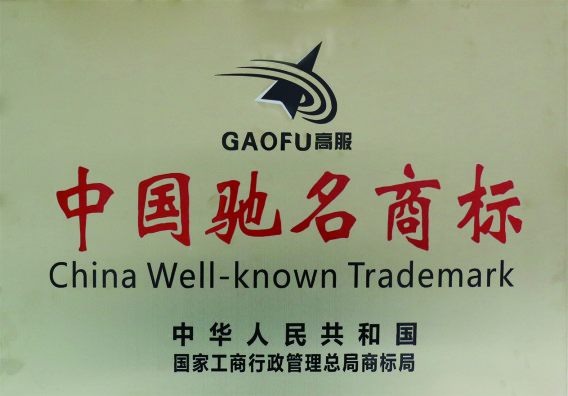 GAOFU高服
中国驰名商标
China Well-known Trademark
中华人民共和国
国家工商行政管理总局商标局